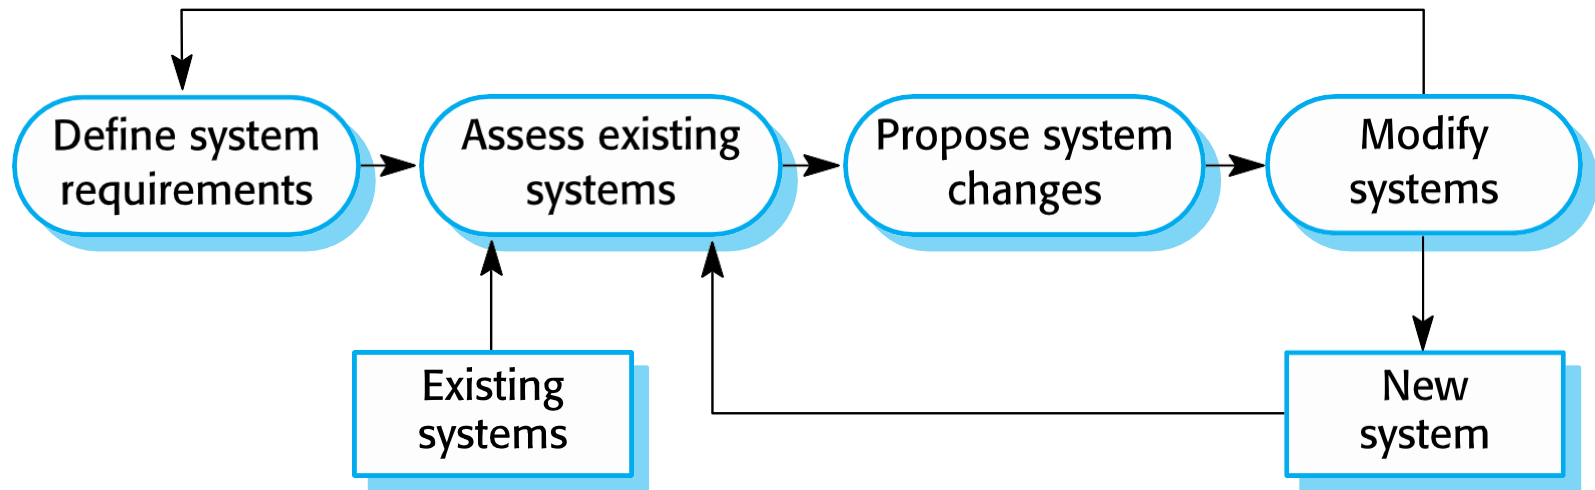 Define system
requirements
Assess existing
systems
Propose system
changes
Modify
systems
Existing
systems
New
system